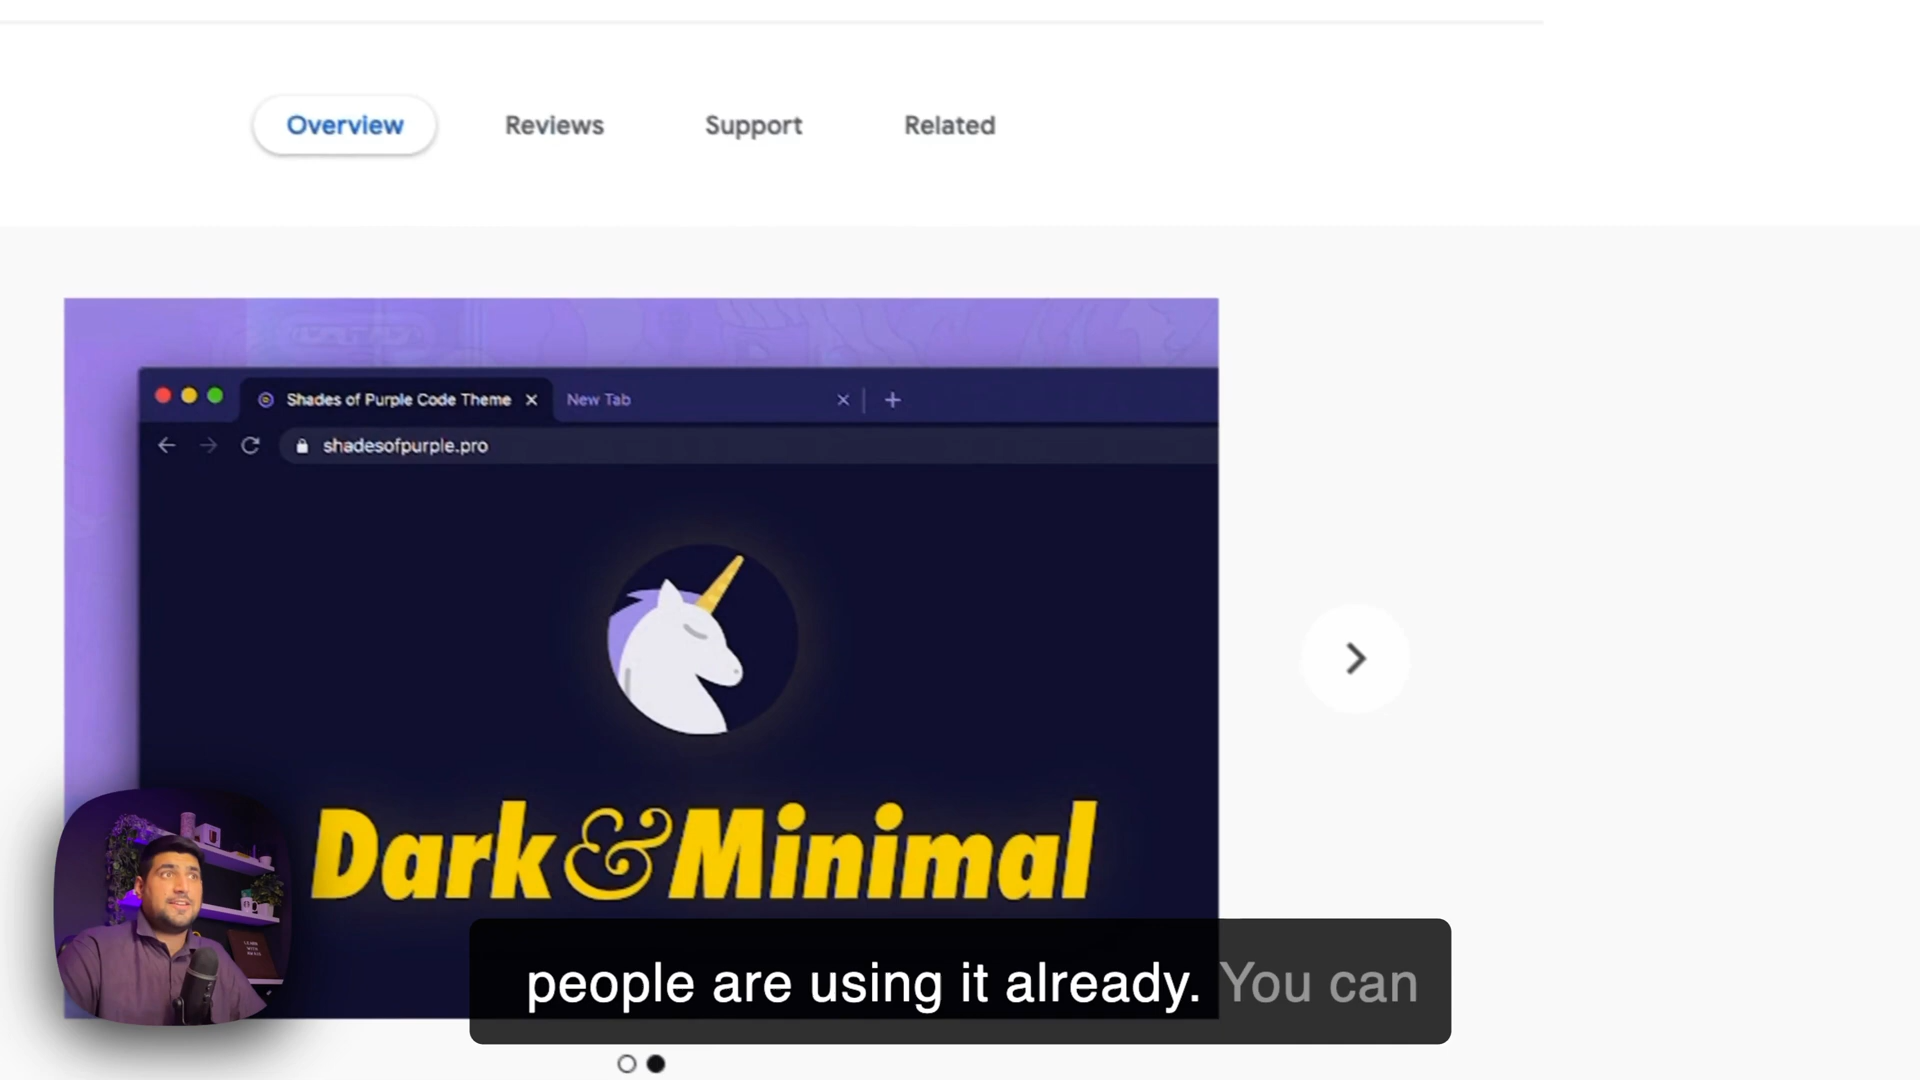 Overview Reviews Support Related
Shades of Purple Code Theme New Tab
shadesofpurple.pro
Dark & Minimal
people are using it already. You can